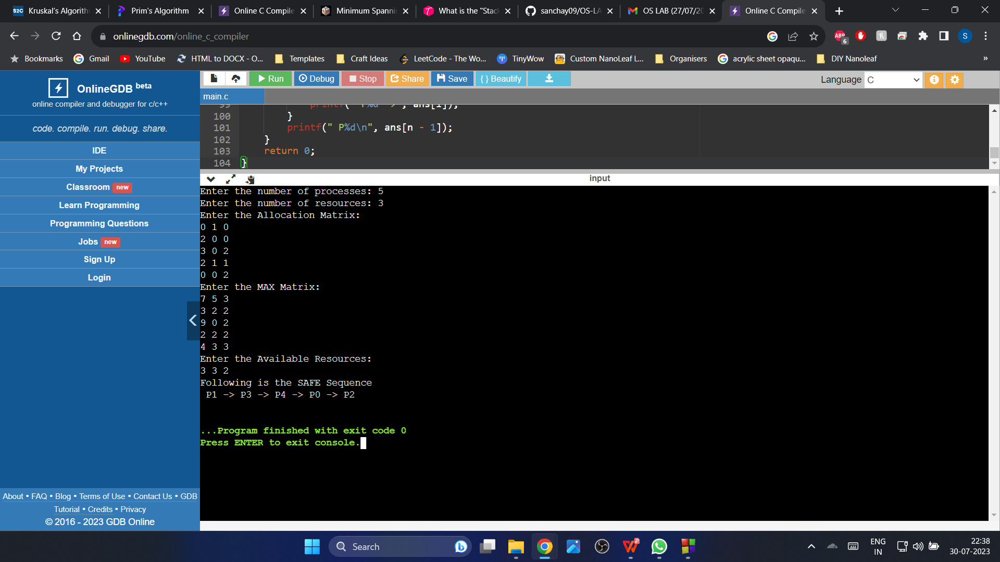 S2C Kruskal's Algorith
Prim's Algorithm
Online C Compile
Minimum Spanni
What is the "Stack
sanchay09/OS-LA
OS LAB (27/07/20
Online C Compile
onlinegdb.com/online_c_compiler
ABP 6
S
Bookmarks
Gmail
YouTube
HTML to DOCX - O...
Templates
Craft Ideas
LeetCode - The Wo...
TinyWow
Custom NanoLeaf L...
Organisers
acrylic sheet opaqu...
DIY Nanoleaf
»
OnlineGDB beta
online compiler and debugger for c/c++
code. compile. run. debug. share.
IDE
My Projects
Classroom new
Learn Programming
Programming Questions
Jobs new
Sign Up
Login
About • FAQ • Blog • Terms of Use • Contact Us • GDB
Tutorial • Credits • Privacy
© 2016 - 2023 GDB Online
Run
Debug
Stop
Share
Save
{ } Beautify
Language C
main.c
99 printf(" P%d ->", ans[i]);
100 }
101 printf(" P%d\n", ans[n - 1]);
102 }
103 return 0;
104 }
input
Enter the number of processes: 5
Enter the number of resources: 3
Enter the Allocation Matrix:
0 1 0
2 0 0
3 0 2
2 1 1
0 0 2
Enter the MAX Matrix:
7 5 3
3 2 2
9 0 2
2 2 2
4 3 3
Enter the Available Resources:
3 3 2
Following is the SAFE Sequence
P1 -> P3 -> P4 -> P0 -> P2
...Program finished with exit code 0
Press ENTER to exit console.
Search
ENG
IN
22:38
30-07-2023